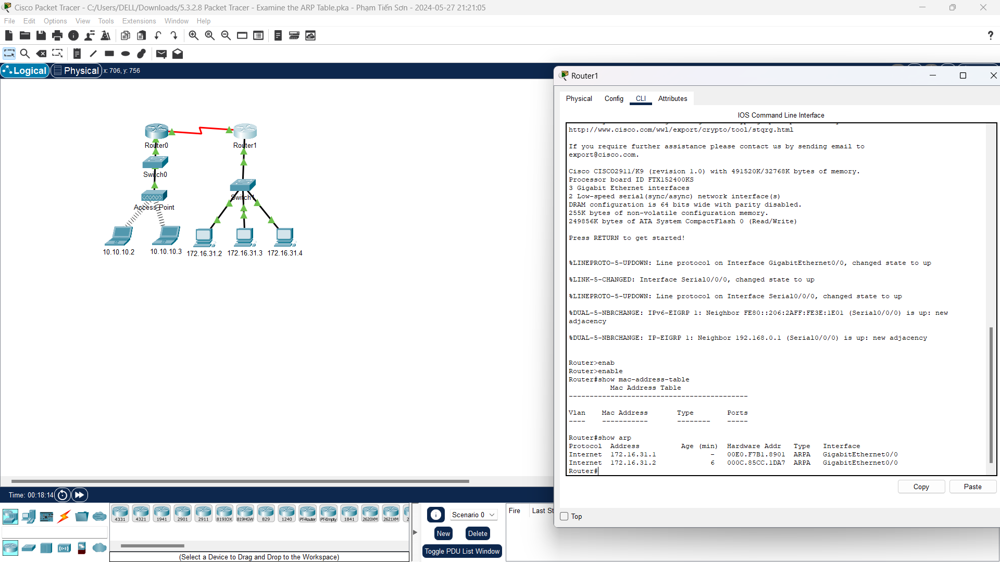 Cisco Packet Tracer - C:/Users/DELL/Downloads/5.3.2.8 Packet Tracer - Examine the ARP Table.pka - Phạm Tiến Sơn - 2024-05-27 21:21:05
File Edit Options View Tools Extensions Window Help
Logical Physical x: 706, y: 756
Router0 Router1
Switch0
Switch1
Access Point
10.10.10.2 10.10.10.3 172.16.31.2 172.16.31.3 172.16.31.4
Router1
Physical Config CLI Attributes
IOS Command Line Interface
http://www.cisco.com/wwl/export/crypto/tool/stqrg.html
If you require further assistance please contact us by sending email to
export@cisco.com.
Cisco CISCO2911/K9 (revision 1.0) with 491520K/32768K bytes of memory.
Processor board ID FTX152400KS
3 Gigabit Ethernet interfaces
2 Low-speed serial(sync/async) network interface(s)
DRAM configuration is 64 bits wide with parity disabled.
255K bytes of non-volatile configuration memory.
249856K bytes of ATA System CompactFlash 0 (Read/Write)
Press RETURN to get started!
%LINEPROTO-5-UPDOWN: Line protocol on Interface GigabitEthernet0/0, changed state to up
%LINK-5-CHANGED: Interface Serial0/0/0, changed state to up
%LINEPROTO-5-UPDOWN: Line protocol on Interface Serial0/0/0, changed state to up
%DUAL-5-NBRCHANGE: IPv6-EIGRP 1: Neighbor FE80::206:2AFF:FE3E:1E01 (Serial0/0/0) is up: new
adjacency
%DUAL-5-NBRCHANGE: IP-EIGRP 1: Neighbor 192.168.0.1 (Serial0/0/0) is up: new adjacency
Router>enab
Router>enable
Router#show mac-address-table
Mac Address Table
-------------------------------------------
Vlan Mac Address Type Ports
---- ----------- -------- -----
Router#show arp
Protocol Address Age (min) Hardware Addr Type Interface
Internet 172.16.31.1 - 00E0.F7B1.8901 ARPA GigabitEthernet0/0
Internet 172.16.31.2 6 000C.85CC.1DA7 ARPA GigabitEthernet0/0
Router#
Copy Paste
Top
Time: 00:18:14
4331 4321 1941 2901 2911 819IOX 819HGW 829 1240 PT-Router PT-Empty 1841 2620XM 2621XM 2
(Select a Device to Drag and Drop to the Workspace)
Scenario 0
New Delete
Toggle PDU List Window
Fire Last St